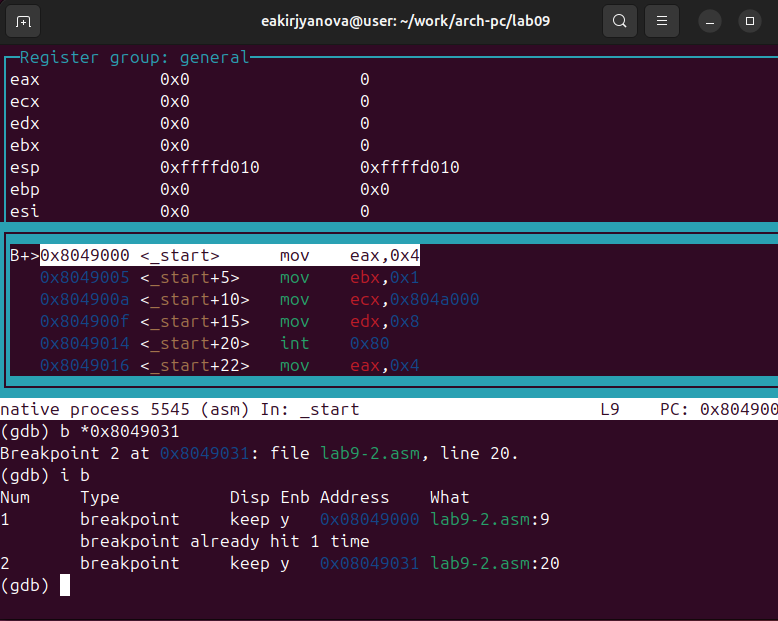 eakirjyanova@user: ~/work/arch-pc/lab09
Register group: general
eax 0x0 0
ecx 0x0 0
edx 0x0 0
ebx 0x0 0
esp 0xffffd010 0xffffd010
ebp 0x0 0x0
esi 0x0 0
B+>0x8049000 <_start> mov eax,0x4
0x8049005 <_start+5> mov ebx,0x1
0x804900a <_start+10> mov ecx,0x804a000
0x804900f <_start+15> mov edx,0x8
0x8049014 <_start+20> int 0x80
0x8049016 <_start+22> mov eax,0x4
native process 5545 (asm) In: _start L9 PC: 0x804900
(gdb) b *0x8049031
Breakpoint 2 at 0x8049031: file lab9-2.asm, line 20.
(gdb) i b
Num Type Disp Enb Address What
1 breakpoint keep y 0x08049000 lab9-2.asm:9
breakpoint already hit 1 time
2 breakpoint keep y 0x08049031 lab9-2.asm:20
(gdb)